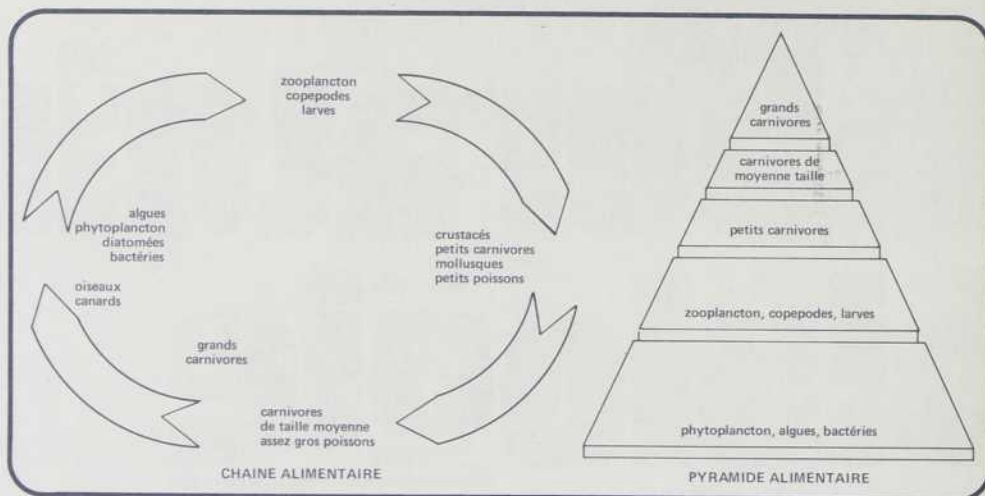 zooplancton
copepodes
larves
algues
phytoplancton
diatomées
bactéries
crustacés
petits carnivores
mollusques
petits poissons
oiseaux
canards
grands
carnivores
carnivores
de taille moyenne
assez gros poissons
CHAINE ALIMENTAIRE
grands
carnivores
carnivores de
moyenne taille
petits carnivores
zooplancton, copepodes, larves
phytoplancton, algues, bactéries
PYRAMIDE ALIMENTAIRE